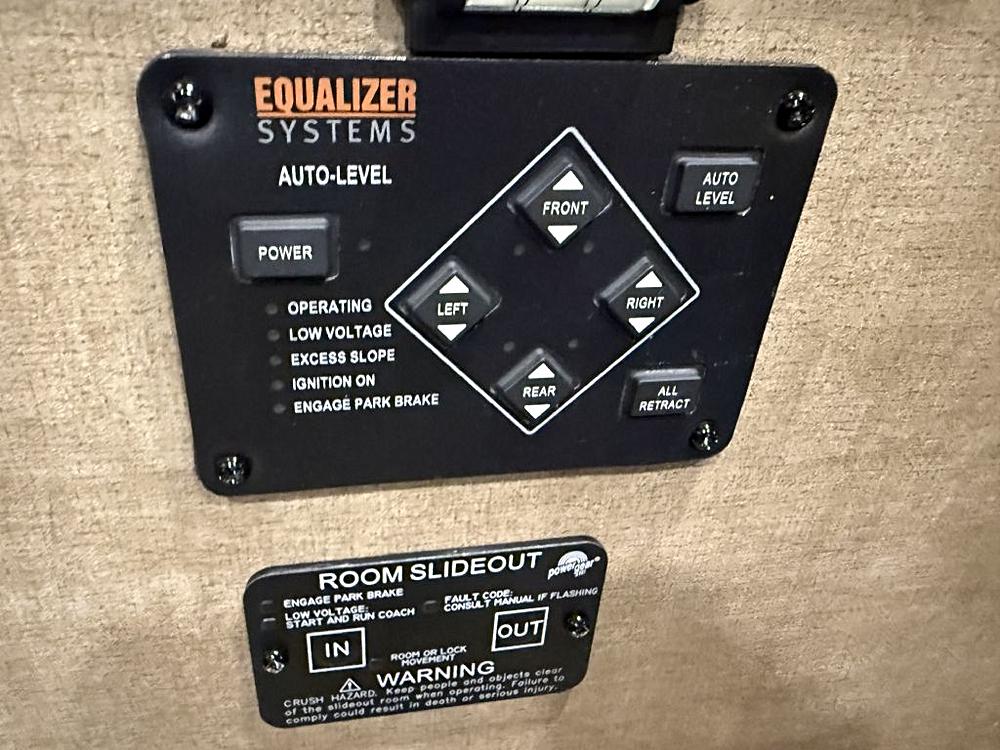 EQUALIZER
SYSTEMS
AUTO-LEVEL
POWER
OPERATING
LOW VOLTAGE
EXCESS SLOPE
IGNITION ON
ENGAGE PARK BRAKE
FRONT
LEFT
RIGHT
REAR
AUTO
LEVEL
ALL
RETRACT
ROOM SLIDEOUT
powergear
ENGAGE PARK BRAKE
LOW VOLTAGE:
START AND RUN COACH
FAULT CODE:
CONSULT MANUAL IF FLASHING
IN
OUT
ROOM OR LOCK
MOVEMENT
WARNING
CRUSH HAZARD. Keep people and objects clear
of the slideout room when operating. Failure to
comply could result in death or serious injury.